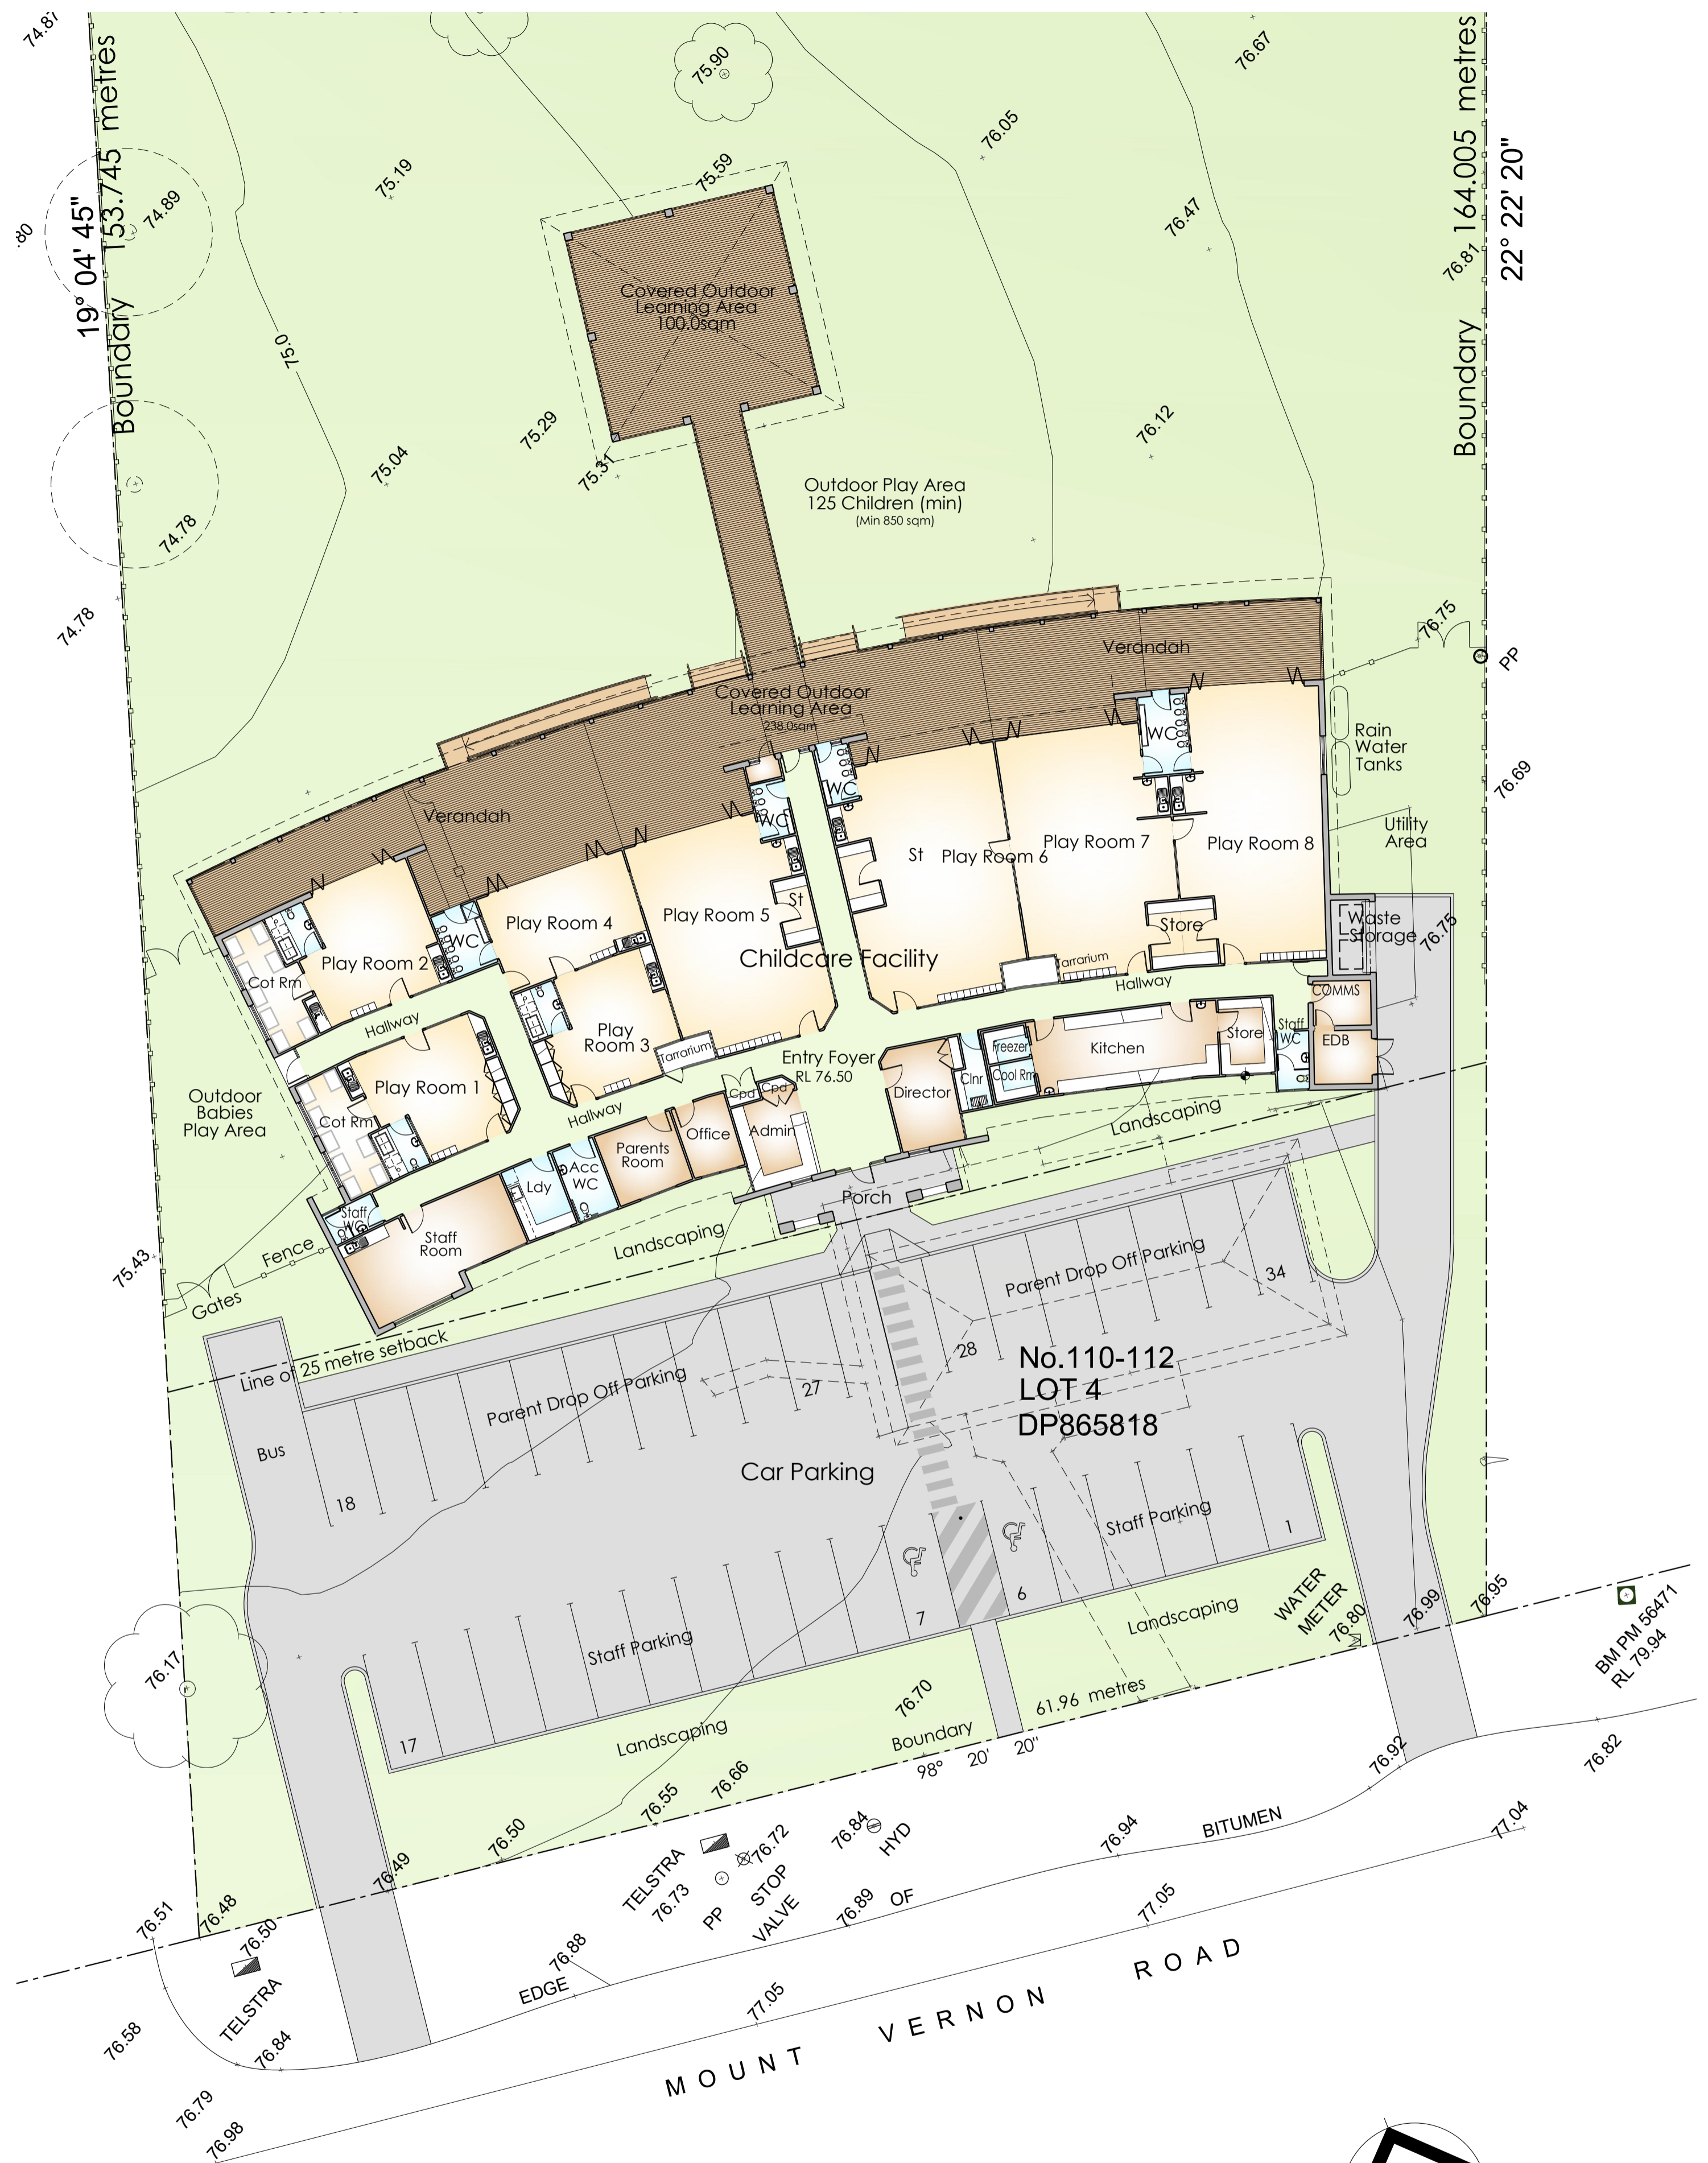 74.87
75.90
76.67
Boundary 153.745 metres
19° 04' 45"
Boundary 164.005 metres
22° 22' 20"
76.05
75.19
75.59
74.89
.80
76.47
76.81
Covered Outdoor
Learning Area
100.0sqm
75.0
75.29
76.12
75.04
75.31
Outdoor Play Area
125 Children (min)
(Min 850 sqm)
74.78
74.78
76.75
PP
Verandah
Covered Outdoor
Learning Area
238.0sqm
WC
Rain
Water
Tanks
76.69
WC
Verandah
WC
Utility
Area
St
Play Room 6
Play Room 7
Play Room 8
St
Play Room 5
Play Room 4
WC
Store
Waste
Storage
76.75
Play Room 2
Childcare Facility
Tarrarium
Cot Rm
Hallway
COMMS
Hallway
Play
Room 3
Staff
WC
Store
EDB
Freezer
Kitchen
Tarrarium
Entry Foyer
RL 76.50
Cool Rm
Clnr
Play Room 1
Director
Cpd
Cpd
Outdoor
Babies
Play Area
Cot Rm
Hallway
Landscaping
Office
Admin
Parents
Room
Acc
WC
Ldy
Porch
Staff
WC
Staff
Room
Landscaping
Fence
75.43
Gates
Parent Drop Off Parking
34
Line of 25 metre setback
28
No.110-112
LOT 4
DP865818
Parent Drop Off Parking
27
Bus
Car Parking
18
Staff Parking
1
6
7
WATER
METER
76.80
76.99
76.95
BM PM 56471
RL 79.94
Landscaping
Staff Parking
76.17
76.70
61.96 metres
Landscaping
Boundary
98° 20' 20"
17
76.92
76.82
76.66
76.55
76.50
76.84
HYD
76.72
STOP
VALVE
TELSTRA
76.73
PP
76.94
BITUMEN
77.04
76.49
76.51
76.48
76.50
TELSTRA
76.89
OF
77.05
76.88
EDGE
77.05
76.58
76.84
MOUNT VERNON ROAD
76.79
76.98